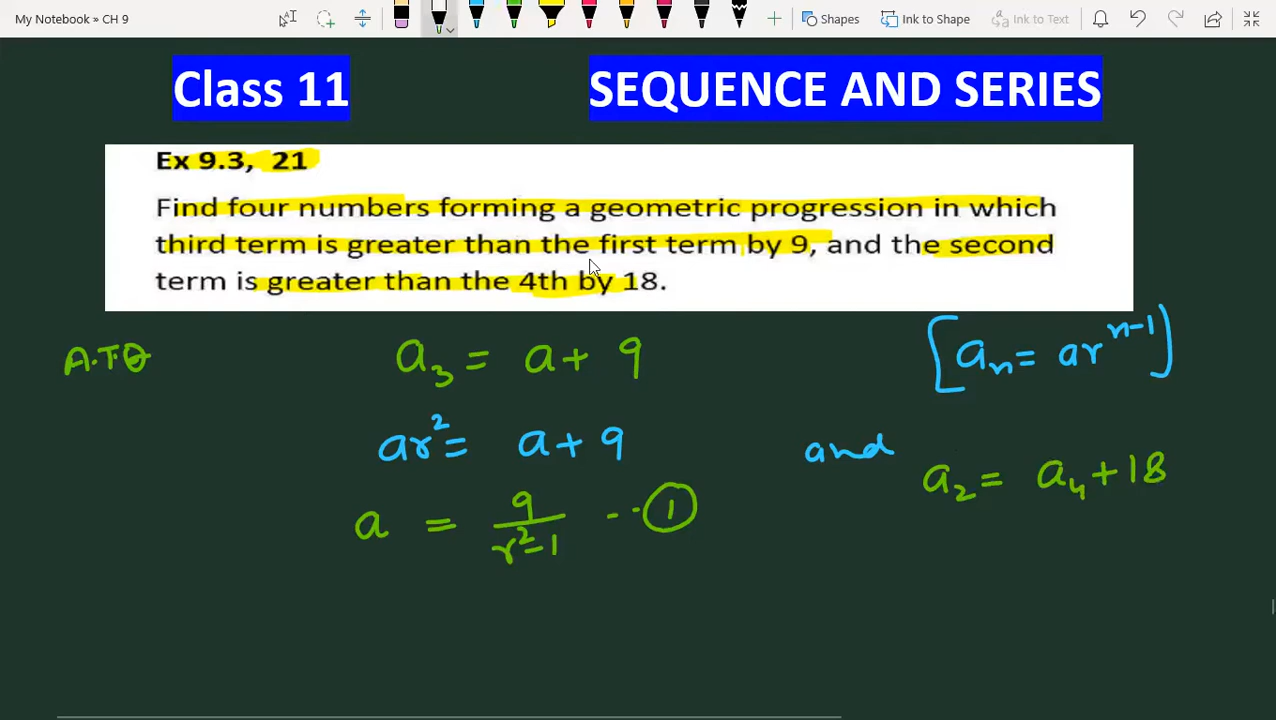 My Notebook » CH 9
Shapes
Ink to Shape
Ink to Text
Class 11 SEQUENCE AND SERIES
Ex 9.3, 21
Find four numbers forming a geometric progression in which
third term is greater than the first term by 9, and the second
term is greater than the 4th by 18.
A.T.Q a₃ = a + 9 [aₙ = arⁿ⁻¹]
ar² = a + 9 and a₂ = a₄ + 18
a = 9/(r²-1) -- ①